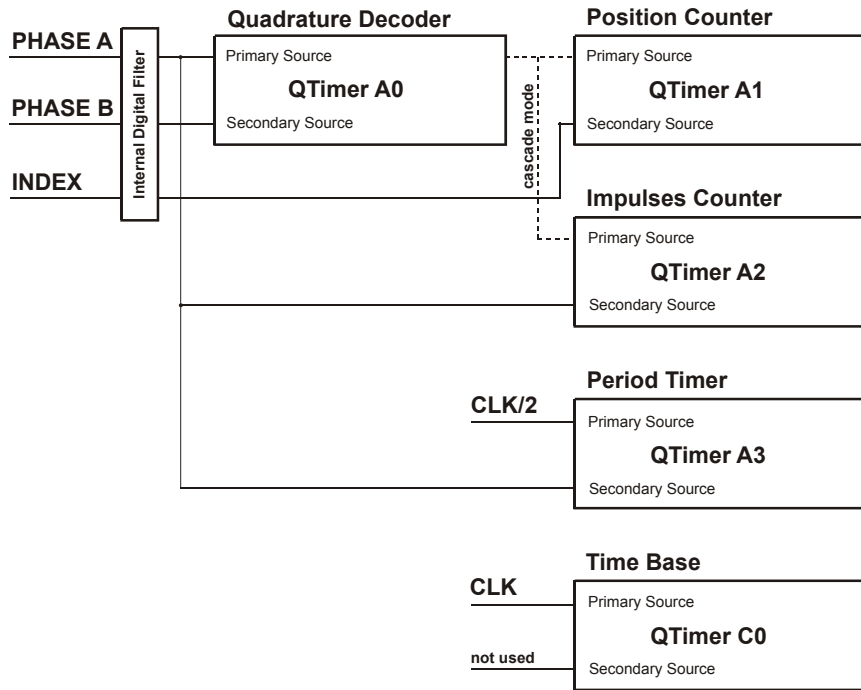 Quadrature Decoder
Position Counter
PHASE A
PHASE B
INDEX
Internal Digital Filter
Primary Source
QTimer A0
Secondary Source
cascade mode
Primary Source
QTimer A1
Secondary Source
Impulses Counter
Primary Source
QTimer A2
Secondary Source
Period Timer
CLK/2
Primary Source
QTimer A3
Secondary Source
Time Base
CLK
Primary Source
QTimer C0
not used
Secondary Source